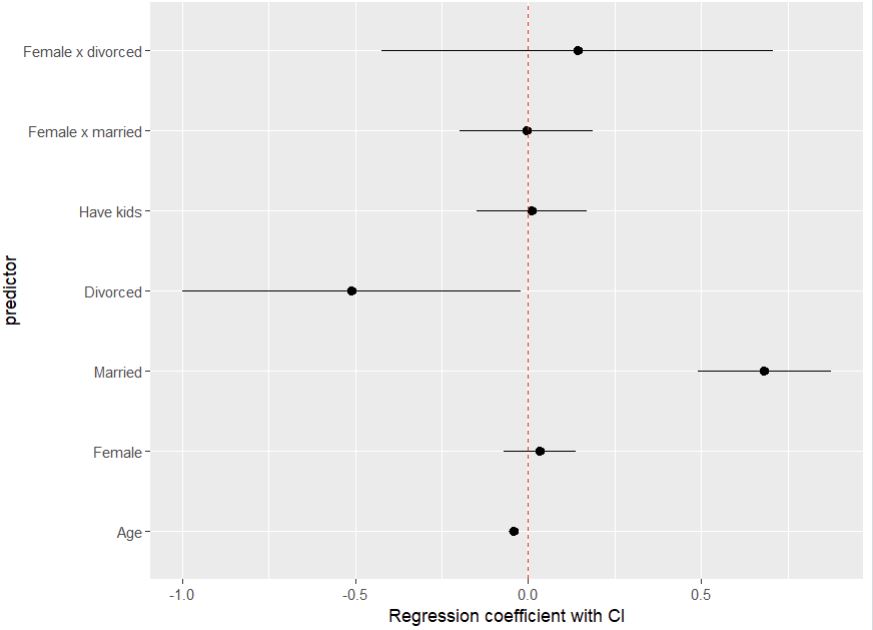 Female x divorced
Female x married
Have kids
Divorced
Married
Female
Age
predictor
-1.0 -0.5 0.0 0.5
Regression coefficient with CI